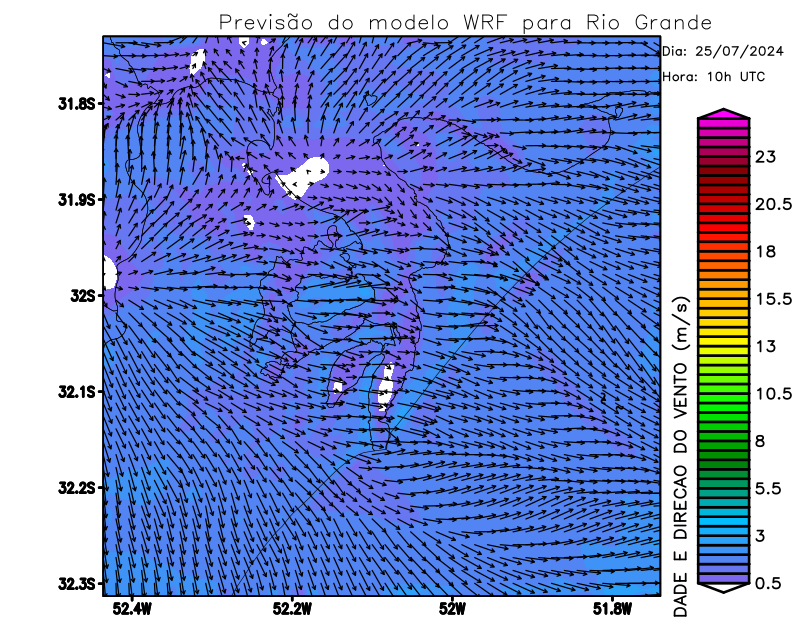 Previsão do modelo WRF para Rio Grande
Dia: 25/07/2024
Hora: 10h UTC
31.8S
31.9S
32S
32.1S
32.2S
32.3S
52.4W
52.2W
52W
51.8W
23
20.5
18
15.5
13
10.5
8
5.5
3
0.5
DADE E DIRECAO DO VENTO (m/s)